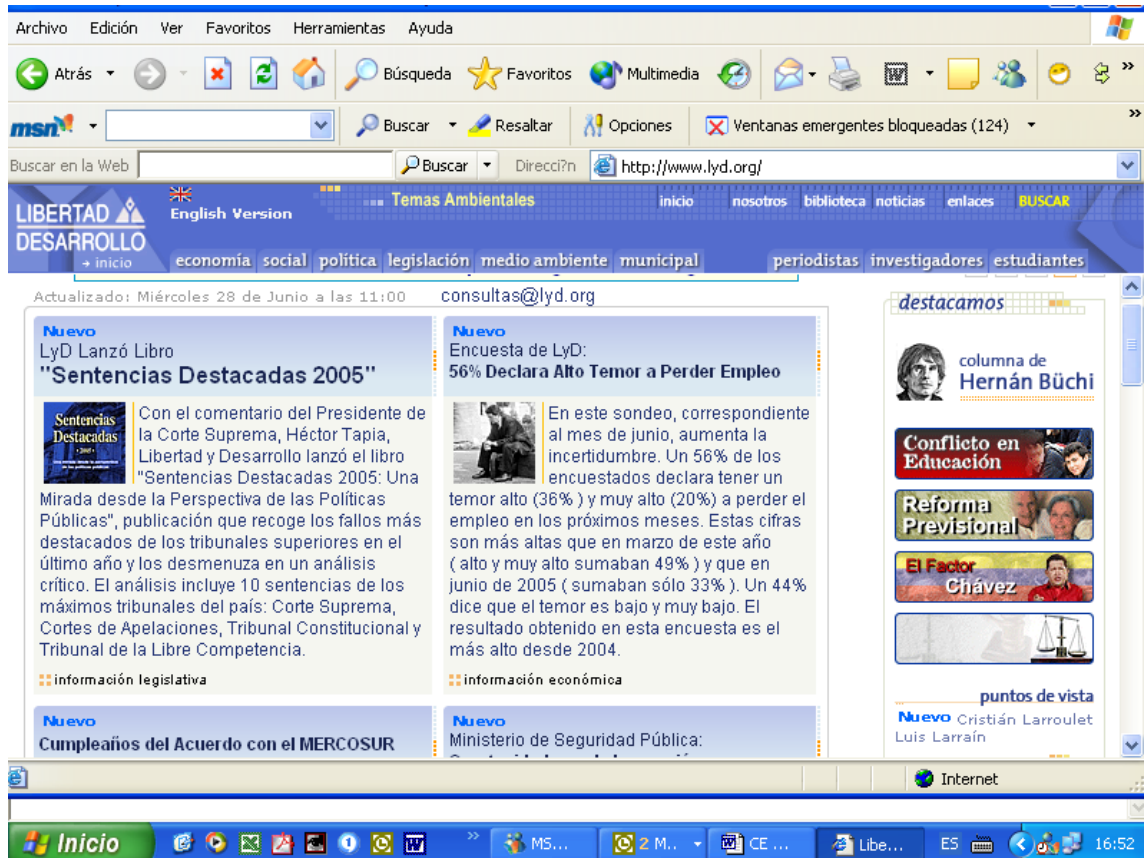 Archivo Edición Ver Favoritos Herramientas Ayuda
Atrás Búsqueda Favoritos Multimedia
msn Buscar Resaltar Opciones Ventanas emergentes bloqueadas (124)
Buscar en la Web Buscar Direcci?n http://www.lyd.org/
LIBERTAD
DESARROLLO
inicio
English Version
Temas Ambientales
inicio nosotros biblioteca noticias enlaces BUSCAR
economía social política legislación medio ambiente municipal periodistas investigadores estudiantes
Actualizado: Miércoles 28 de Junio a las 11:00 consultas@lyd.org
Nuevo
LyD Lanzó Libro
"Sentencias Destacadas 2005"
Sentencias
Destacadas
Con el comentario del Presidente de
la Corte Suprema, Héctor Tapia,
Libertad y Desarrollo lanzó el libro
"Sentencias Destacadas 2005: Una
Mirada desde la Perspectiva de las Políticas
Públicas", publicación que recoge los fallos más
destacados de los tribunales superiores en el
último año y los desmenuza en un análisis
crítico. El análisis incluye 10 sentencias de los
máximos tribunales del país: Corte Suprema,
Cortes de Apelaciones, Tribunal Constitucional y
Tribunal de la Libre Competencia.
información legislativa
Nuevo
Cumpleaños del Acuerdo con el MERCOSUR
Nuevo
Encuesta de LyD:
56% Declara Alto Temor a Perder Empleo
En este sondeo, correspondiente
al mes de junio, aumenta la
incertidumbre. Un 56% de los
encuestados declara tener un
temor alto (36% ) y muy alto (20%) a perder el
empleo en los próximos meses. Estas cifras
son más altas que en marzo de este año
( alto y muy alto sumaban 49% ) y que en
junio de 2005 ( sumaban sólo 33% ). Un 44%
dice que el temor es bajo y muy bajo. El
resultado obtenido en esta encuesta es el
más alto desde 2004.
información económica
Nuevo
Ministerio de Seguridad Pública:
destacamos
columna de
Hernán Büchi
Conflicto en
Educación
Reforma
Previsional
El Factor
Chávez
puntos de vista
Nuevo Cristián Larroulet
Luis Larraín
Internet
Inicio MS... 2 M.. CE ... Libe... ES 16:52